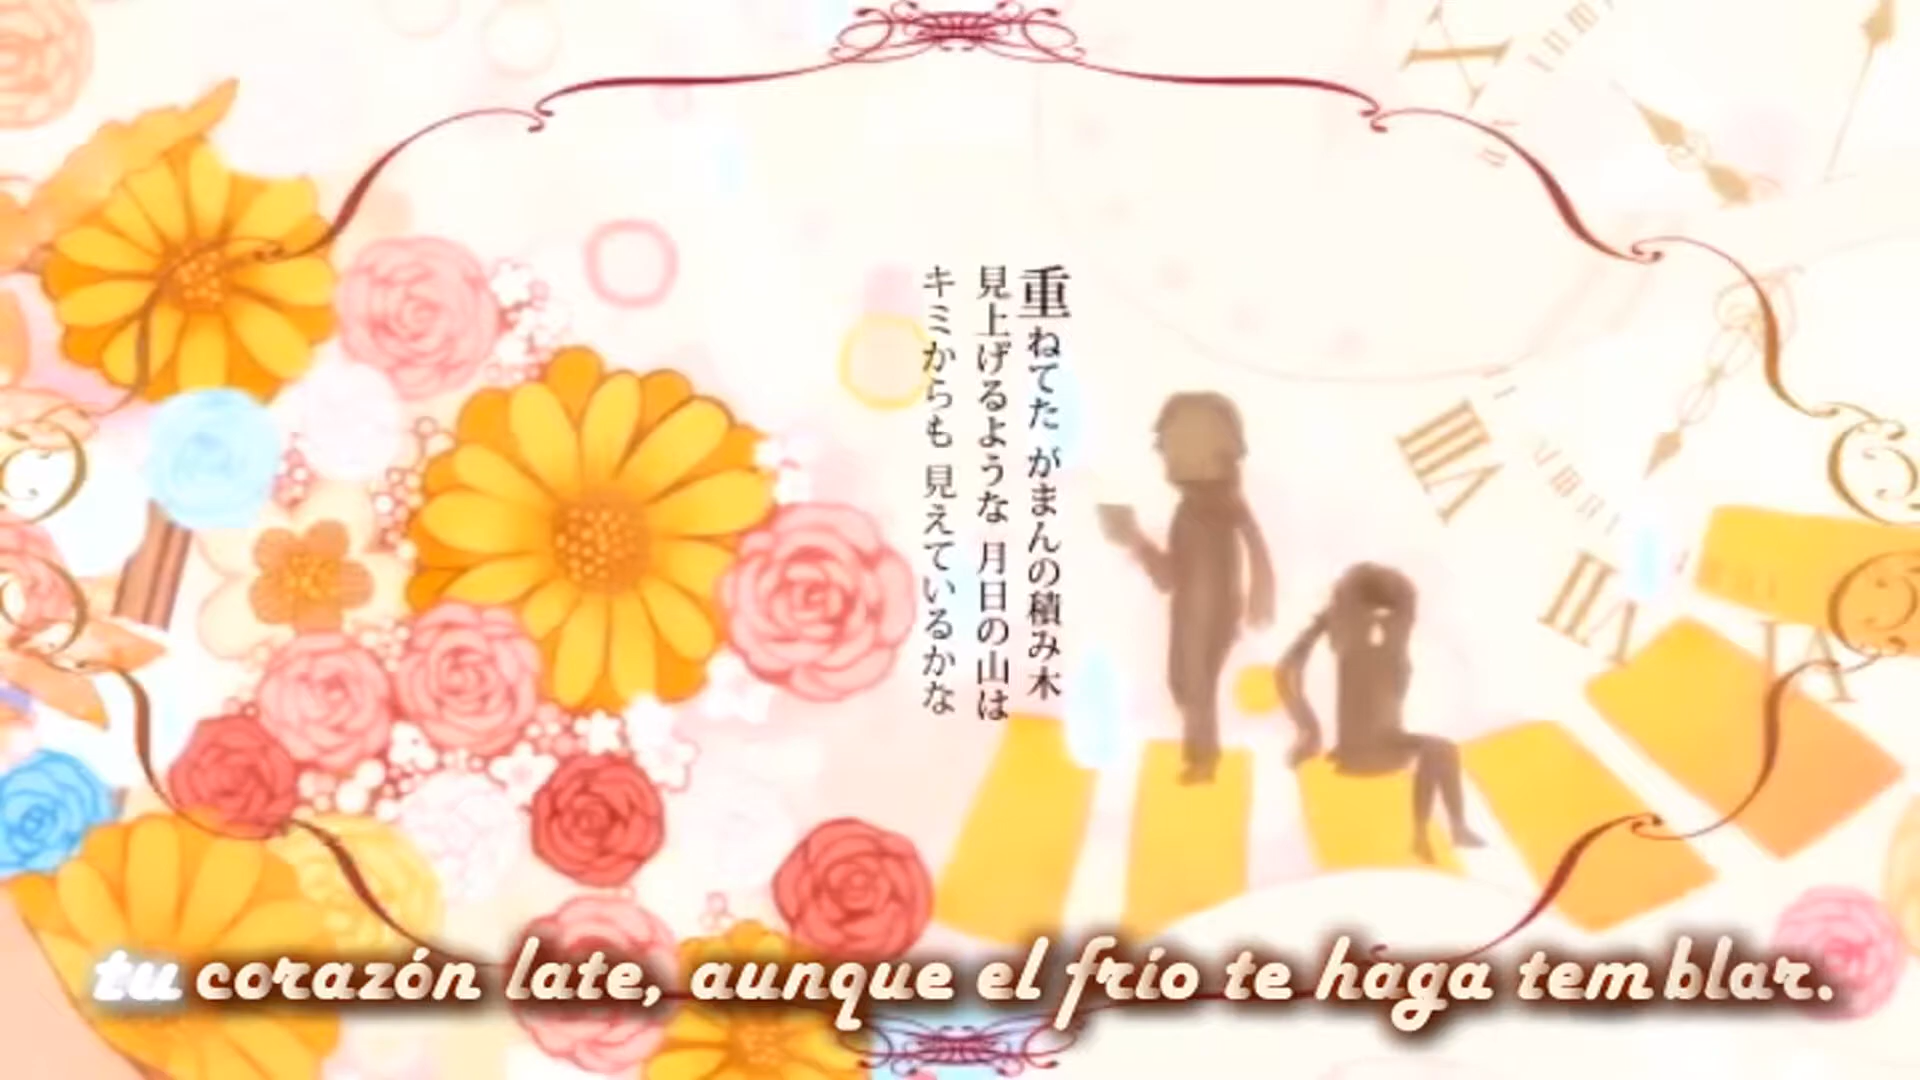 重ねてた がまんの積み木
見上げるような 月日の山は
キミからも 見えているかな
tu corazón late, aunque el frío te haga temblar.